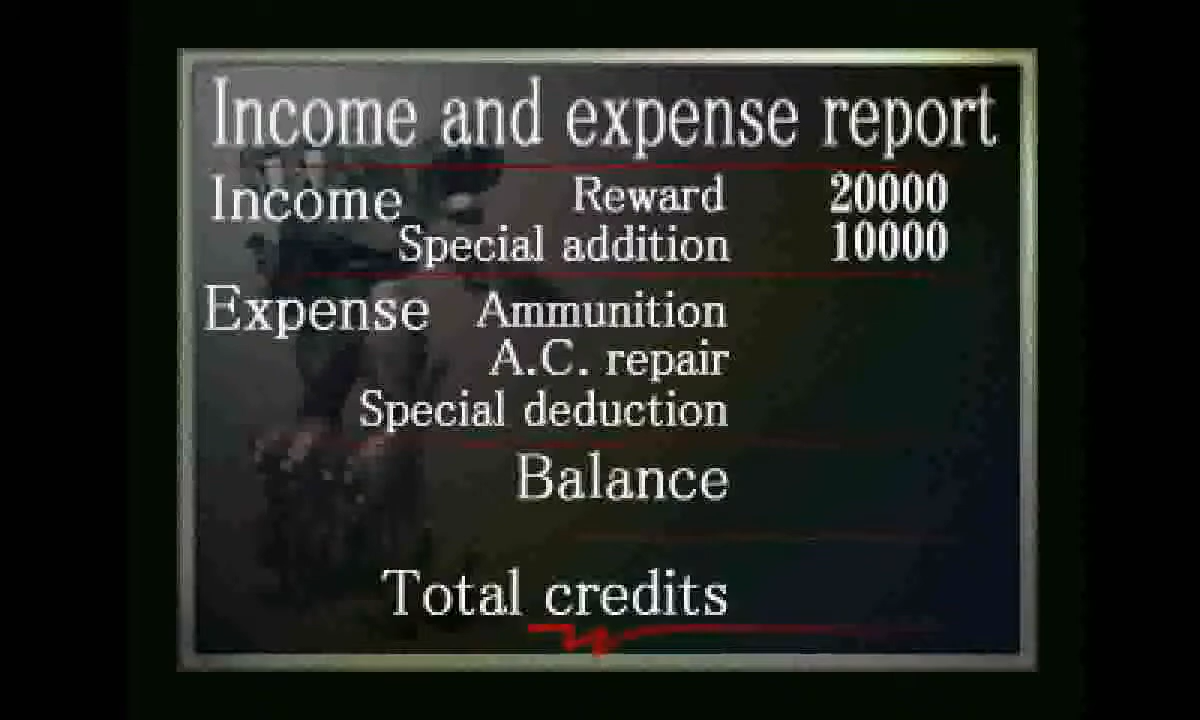 Income and expense report
Income Reward 20000
Special addition 10000
Expense Ammunition
A.C. repair
Special deduction
Balance
Total credits